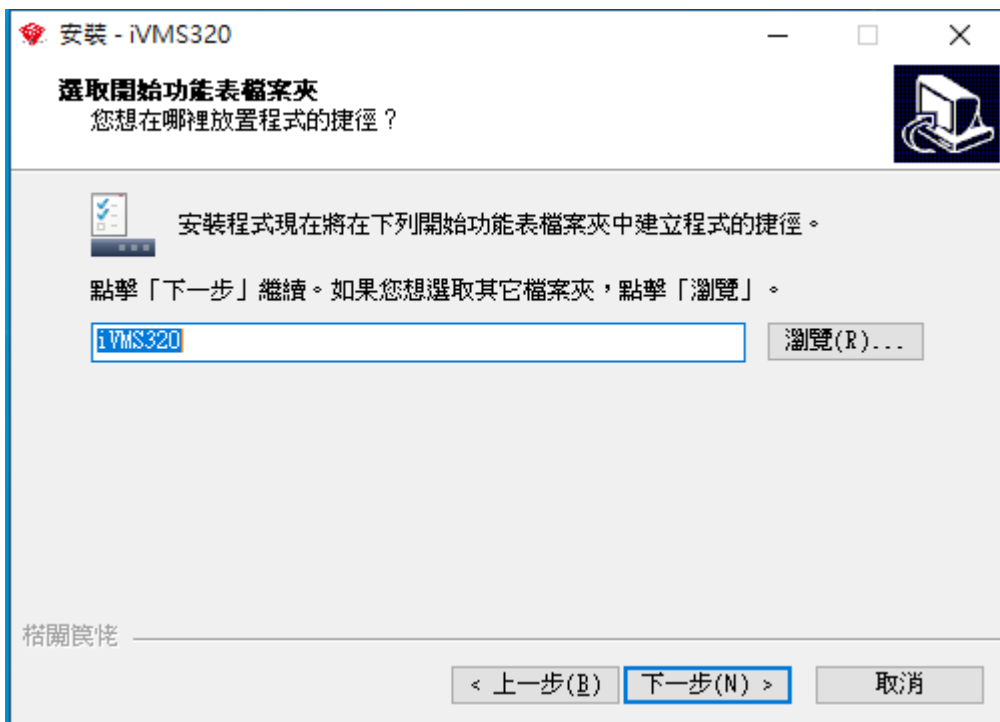 安裝 - iVMS320
選取開始功能表檔案夾
您想在哪裡放置程式的捷徑？
安裝程式現在將在下列開始功能表檔案夾中建立程式的捷徑。
點擊「下一步」繼續。如果您想選取其它檔案夾，點擊「瀏覽」。
iVMS320
瀏覽(R)...
< 上一步(B)
下一步(N) >
取消